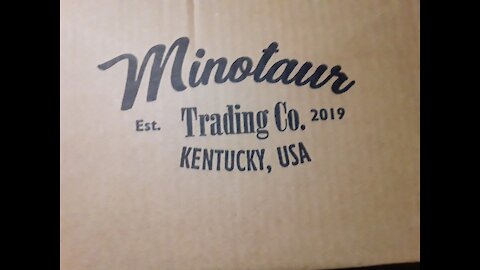 Minotaur
Est. Trading Co. 2019
KENTUCKY, USA